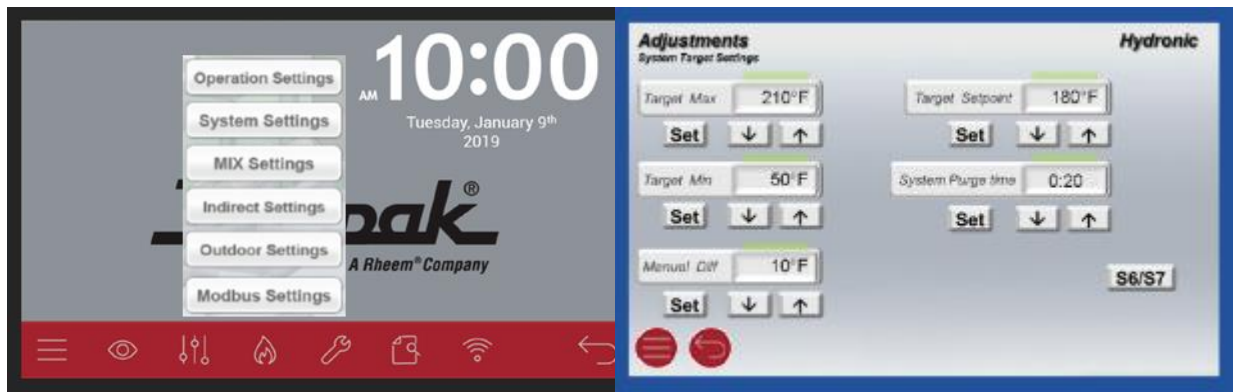 10:00
AM
Tuesday, January 9th
2019
Operation Settings
System Settings
MIX Settings
Indirect Settings
Outdoor Settings
Modbus Settings
pak®
A Rheem® Company
Adjustments
System Target Settings
Hydronic
Target Max 210°F
Set
Target Setpoint 180°F
Set
Target Min 50°F
Set
System Purge time 0:20
Set
Manual Diff 10°F
Set
S6/S7